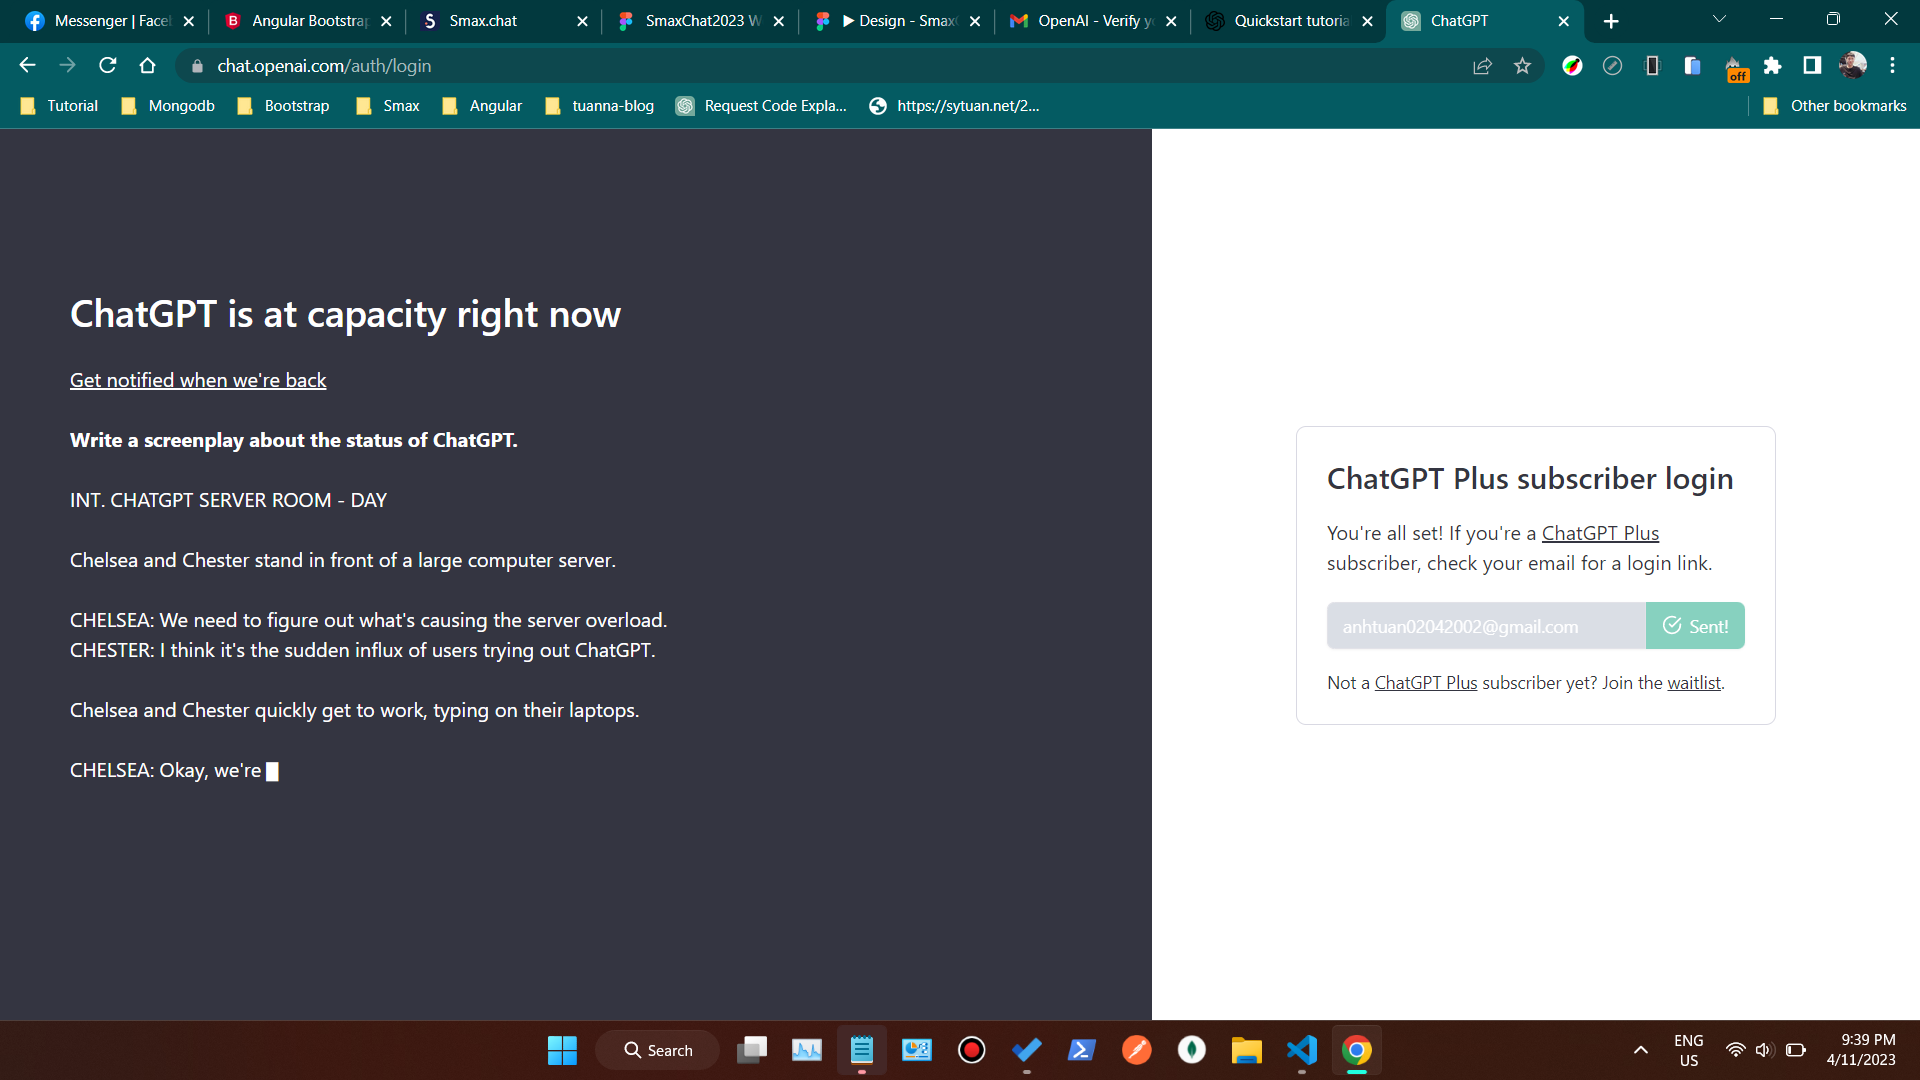 Messenger | Face
Angular Bootstrap
Smax.chat
SmaxChat2023 W
Design - Smax
OpenAI - Verify yo
Quickstart tutoria
ChatGPT
chat.openai.com/auth/login
off
Tutorial
Mongodb
Bootstrap
Smax
Angular
tuanna-blog
Request Code Expla...
https://sytuan.net/2...
Other bookmarks
ChatGPT is at capacity right now
Get notified when we're back
Write a screenplay about the status of ChatGPT.
INT. CHATGPT SERVER ROOM - DAY
Chelsea and Chester stand in front of a large computer server.
CHELSEA: We need to figure out what's causing the server overload.
CHESTER: I think it's the sudden influx of users trying out ChatGPT.
Chelsea and Chester quickly get to work, typing on their laptops.
CHELSEA: Okay, we're
ChatGPT Plus subscriber login
You're all set! If you're a ChatGPT Plus
subscriber, check your email for a login link.
anhtuan02042002@gmail.com
Sent!
Not a ChatGPT Plus subscriber yet? Join the waitlist.
Search
ENG
US
9:39 PM
4/11/2023